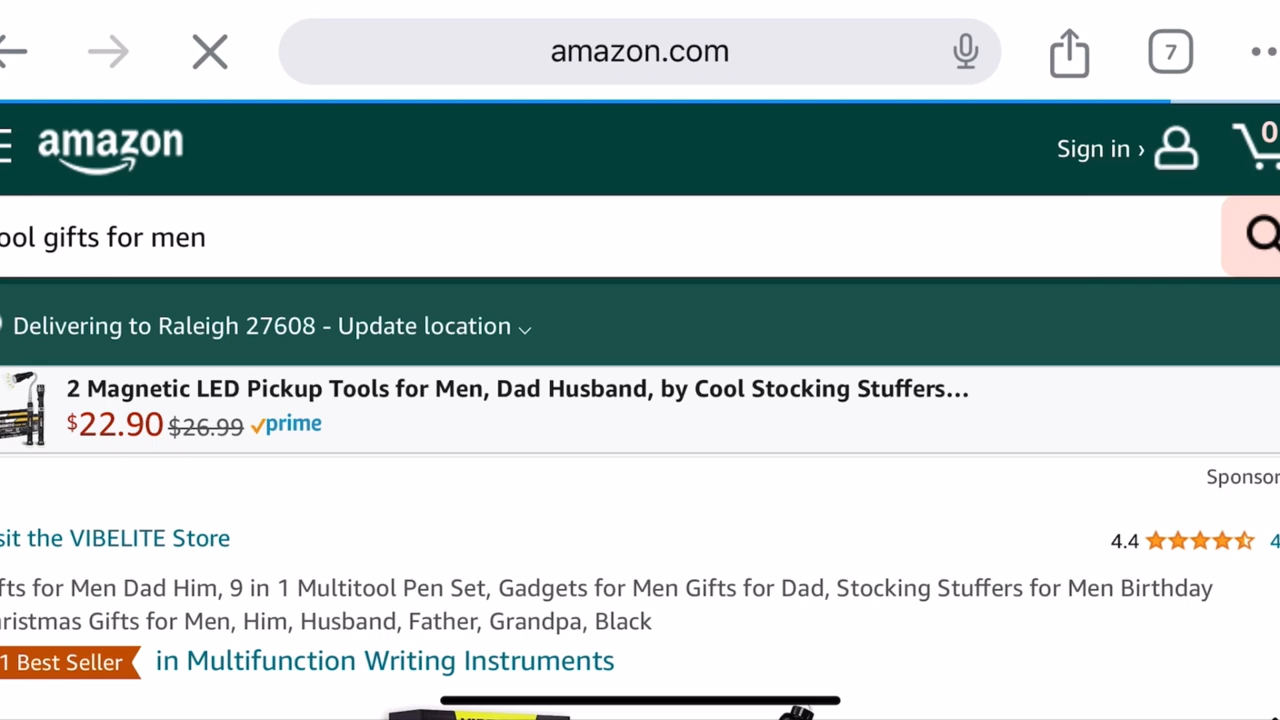 amazon.com
7
amazon
Sign in ›
0
ool gifts for men
Delivering to Raleigh 27608 - Update location
2 Magnetic LED Pickup Tools for Men, Dad Husband, by Cool Stocking Stuffers...
$22.90 $26.99 prime
Sponsor
sit the VIBELITE Store
4.4
4
fts for Men Dad Him, 9 in 1 Multitool Pen Set, Gadgets for Men Gifts for Dad, Stocking Stuffers for Men Birthday
ristmas Gifts for Men, Him, Husband, Father, Grandpa, Black
1 Best Seller in Multifunction Writing Instruments